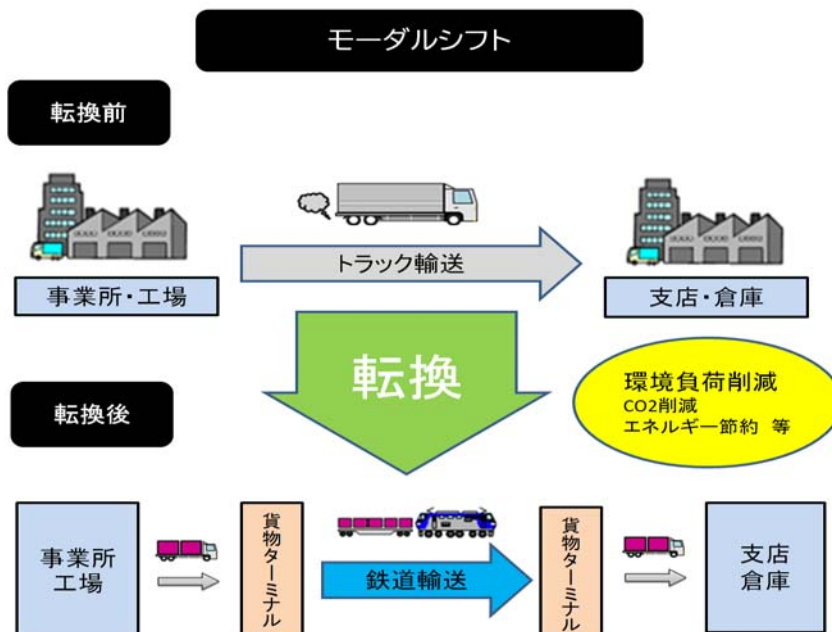 モーダルシフト
転換前
トラック輸送
事業所・工場
支店・倉庫
転換
環境負荷削減
CO2削減
エネルギー節約 等
転換後
事業所
工場
貨物ターミナル
鉄道輸送
貨物ターミナル
支店
倉庫